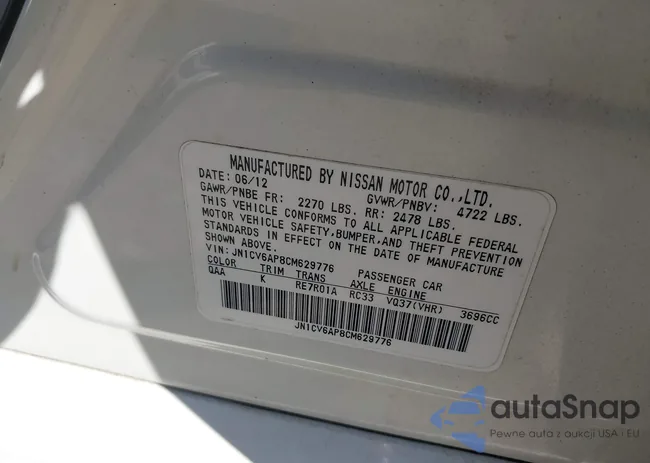 MANUFACTURED BY NISSAN MOTOR CO.,LTD.
DATE: 06/12 GVWR/PNBV: 4722 LBS.
GAWR/PNBE FR: 2270 LBS. RR: 2478 LBS.
THIS VEHICLE CONFORMS TO ALL APPLICABLE FEDERAL
MOTOR VEHICLE SAFETY,BUMPER,AND THEFT PREVENTION
STANDARDS IN EFFECT ON THE DATE OF MANUFACTURE
SHOWN ABOVE.
VIN: JN1CV6AP8CM629776 PASSENGER CAR
COLOR TRIM TRANS AXLE ENGINE
QAA K RE7R01A RC33 VQ37(VHR) 3696CC
JN1CV6AP8CM629776
autaSnap
Pewne auta z aukcji USA i EU